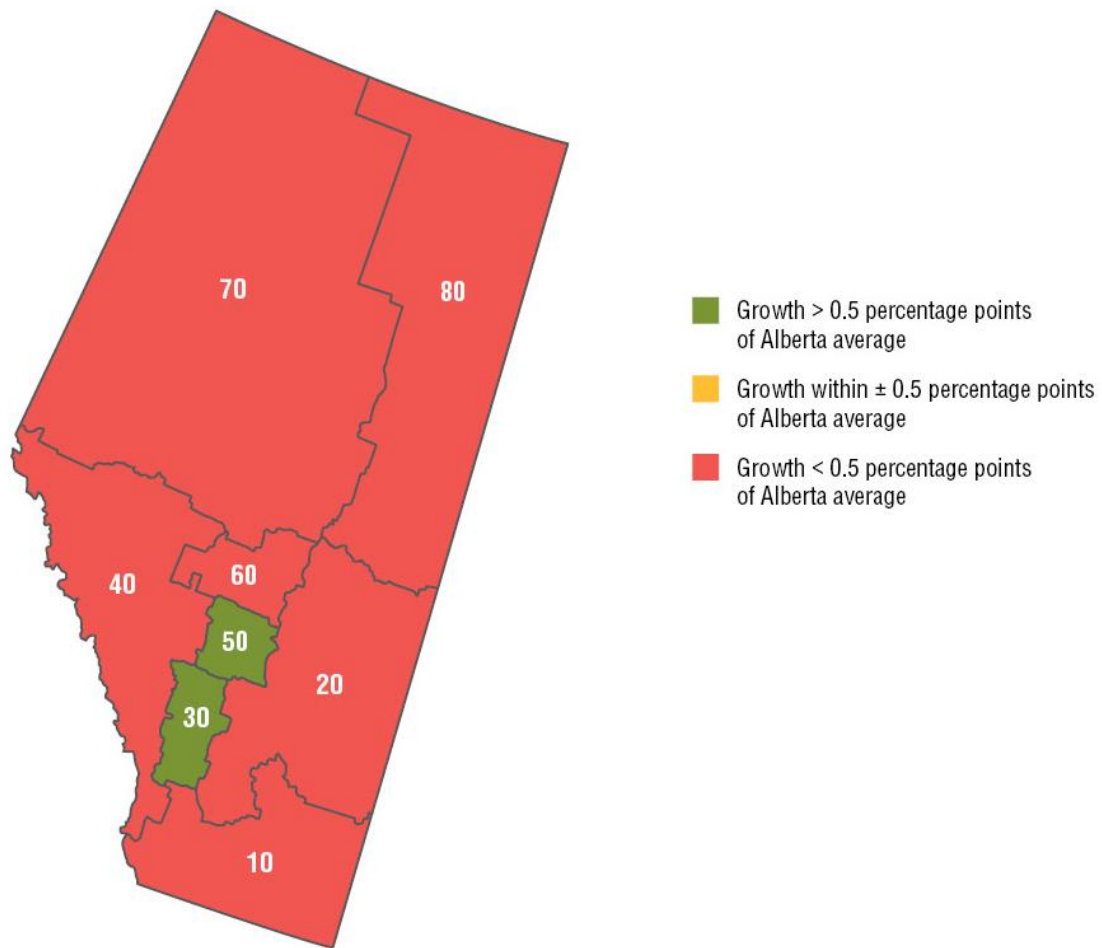 70
80
Growth > 0.5 percentage points
of Alberta average
Growth within ± 0.5 percentage points
of Alberta average
Growth < 0.5 percentage points
of Alberta average
40
60
50
20
30
10